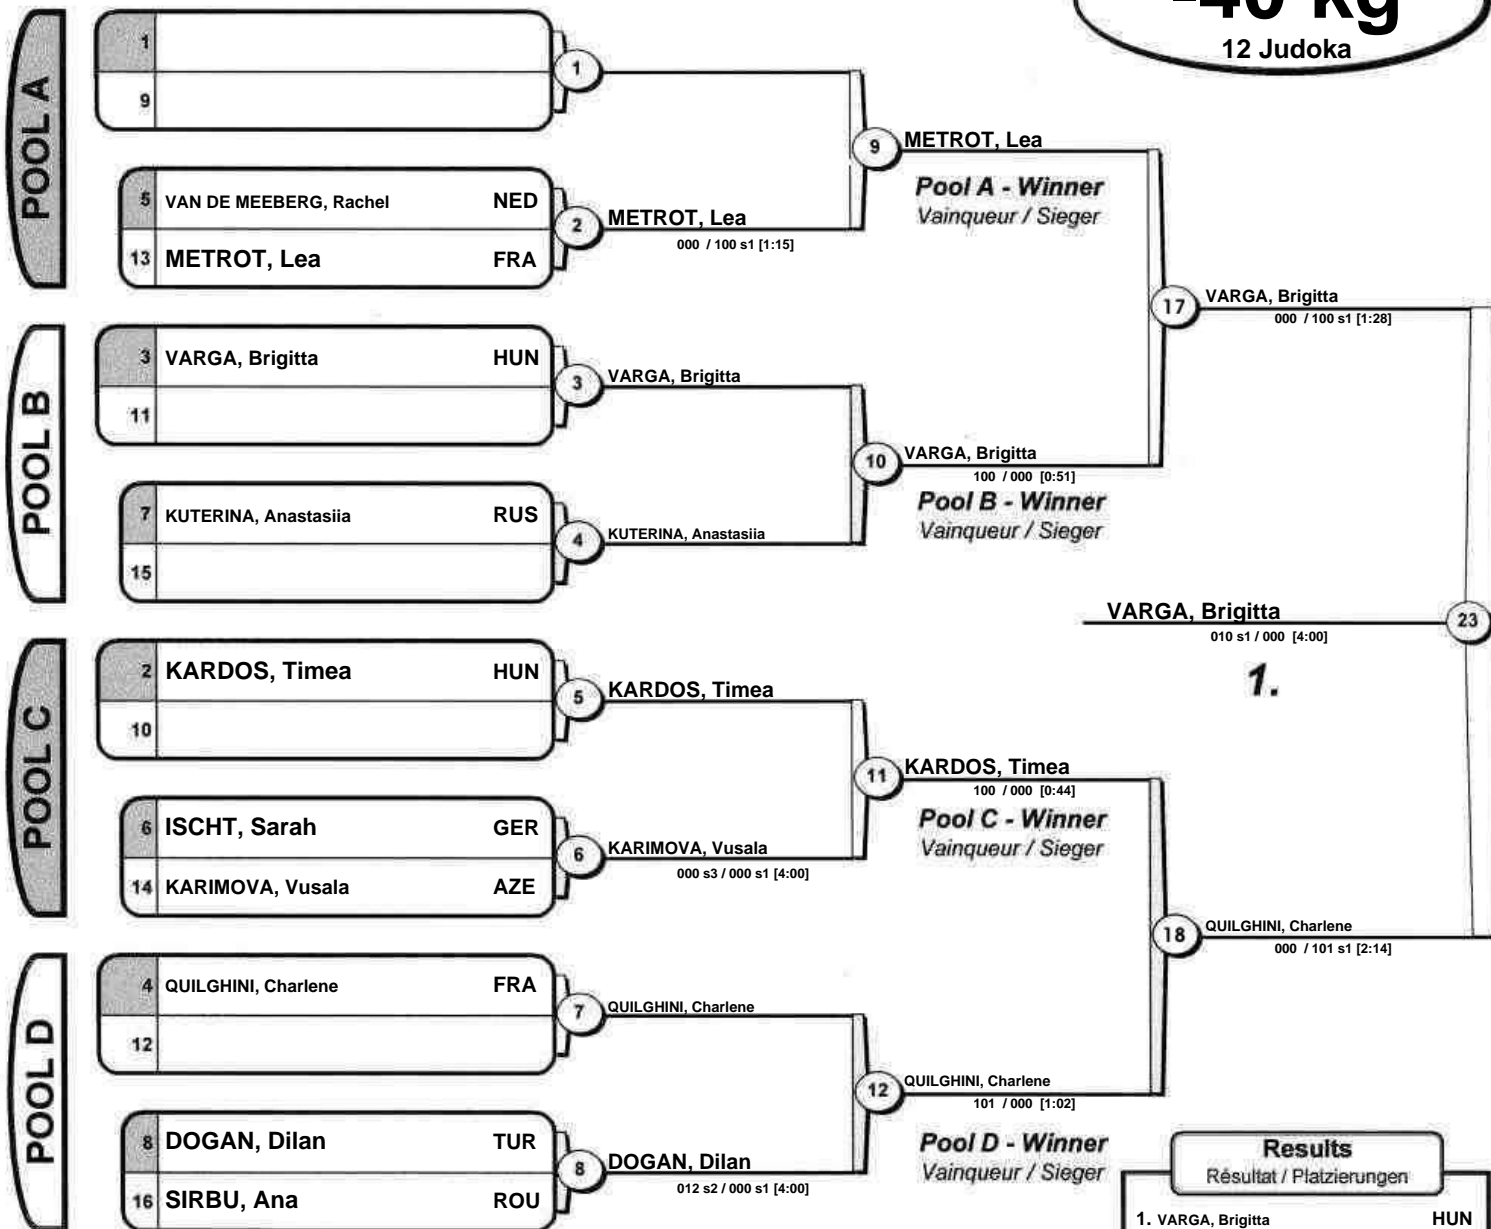 -40 kg
12 Judoka
POOL A
1
9
1
5 VAN DE MEEBERG, Rachel NED
13 METROT, Lea FRA
2
METROT, Lea
000 / 100 s1 [1:15]
9
METROT, Lea
Pool A - Winner
Vainqueur / Sieger
17
VARGA, Brigitta
000 / 100 s1 [1:28]
POOL B
3 VARGA, Brigitta HUN
11
3
VARGA, Brigitta
7 KUTERINA, Anastasiia RUS
15
4
KUTERINA, Anastasiia
10
VARGA, Brigitta
100 / 000 [0:51]
Pool B - Winner
Vainqueur / Sieger
VARGA, Brigitta
010 s1 / 000 [4:00]
1.
23
POOL C
2 KARDOS, Timea HUN
10
5
KARDOS, Timea
6 ISCHT, Sarah GER
14 KARIMOVA, Vusala AZE
6
KARIMOVA, Vusala
000 s3 / 000 s1 [4:00]
11
KARDOS, Timea
100 / 000 [0:44]
Pool C - Winner
Vainqueur / Sieger
18
QUILGHINI, Charlene
000 / 101 s1 [2:14]
POOL D
4 QUILGHINI, Charlene FRA
12
7
QUILGHINI, Charlene
8 DOGAN, Dilan TUR
16 SIRBU, Ana ROU
8
DOGAN, Dilan
012 s2 / 000 s1 [4:00]
12
QUILGHINI, Charlene
101 / 000 [1:02]
Pool D - Winner
Vainqueur / Sieger
Results
Résultat / Platzierungen
1. VARGA, Brigitta HUN